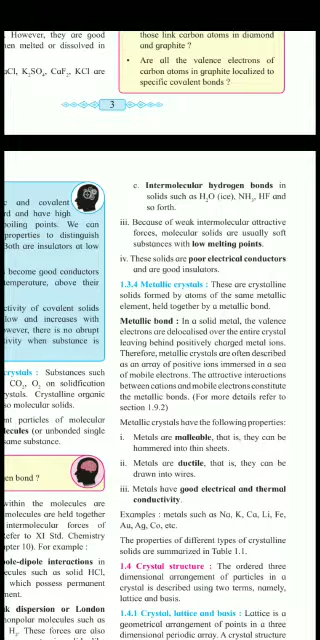 . However, they are good
hen melted or dissolved in
aCl, K₂SO₄, CaF₂, KCl are
those link carbon atoms in diamond
and graphite ?
• Are all the valence electrons of
carbon atoms in graphite localized to
specific covalent bonds ?
3
c and covalent
rd and have high
boiling points. We can
properties to distinguish
Both are insulators at low
become good conductors
temperature, above their
ctivity of covalent solids
low and increases with
owever, there is no abrupt
tivity when substance is
crystals : Substances such
CO₂, O₂ on solidfication
rystals. Crystalline organic
so molecular solids.
nt particles of molecular
lecules (or unbonded single
same substance.
en bond ?
within the molecules are
molecules are held together
intermolecular forces of
Refer to XI Std. Chemistry
pter 10). For example :
ole-dipole interactions in
ecules such as solid HCl,
which possess permanent
ment.
k dispersion or London
nonpolar molecules such as
H₂. These forces are also
c. Intermolecular hydrogen bonds in
solids such as H₂O (ice), NH₃, HF and
so forth.
iii. Because of weak intermolecular attractive
forces, molecular solids are usually soft
substances with low melting points.
iv. These solids are poor electrical conductors
and are good insulators.
1.3.4 Metallic crystals : These are crystalline
solids formed by atoms of the same metallic
element, held together by a metallic bond.
Metallic bond : In a solid metal, the valence
electrons are delocalised over the entire crystal
leaving behind positively charged metal ions.
Therefore, metallic crystals are often described
as an array of positive ions immersed in a sea
of mobile electrons. The attractive interactions
between cations and mobile electrons constitute
the metallic bonds. (For more details refer to
section 1.9.2)
Metallic crystals have the following properties:
i. Metals are malleable, that is, they can be
hammered into thin sheets.
ii. Metals are ductile, that is, they can be
drawn into wires.
iii. Metals have good electrical and thermal
conductivity.
Examples : metals such as Na, K, Ca, Li, Fe,
Au, Ag, Co, etc.
The properties of different types of crystalline
solids are summarized in Table 1.1.
1.4 Crystal structure : The ordered three
dimensional arrangement of particles in a
crystal is described using two terms, namely,
lattice and basis.
1.4.1 Crystal, lattice and basis : Lattice is a
geometrical arrangement of points in a three
dimensional periodic array. A crystal structure